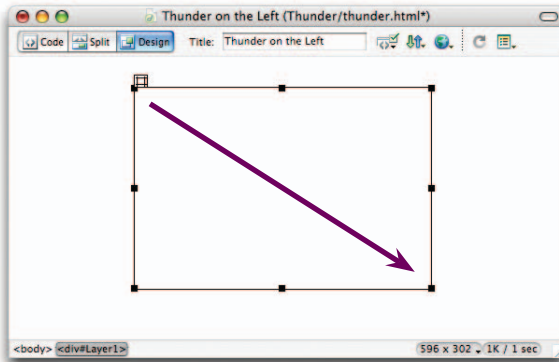 Thunder on the Left (Thunder/thunder.html*)
Code Split Design Title: Thunder on the Left
<body> <div#Layer1> 596 x 302 1K / 1 sec